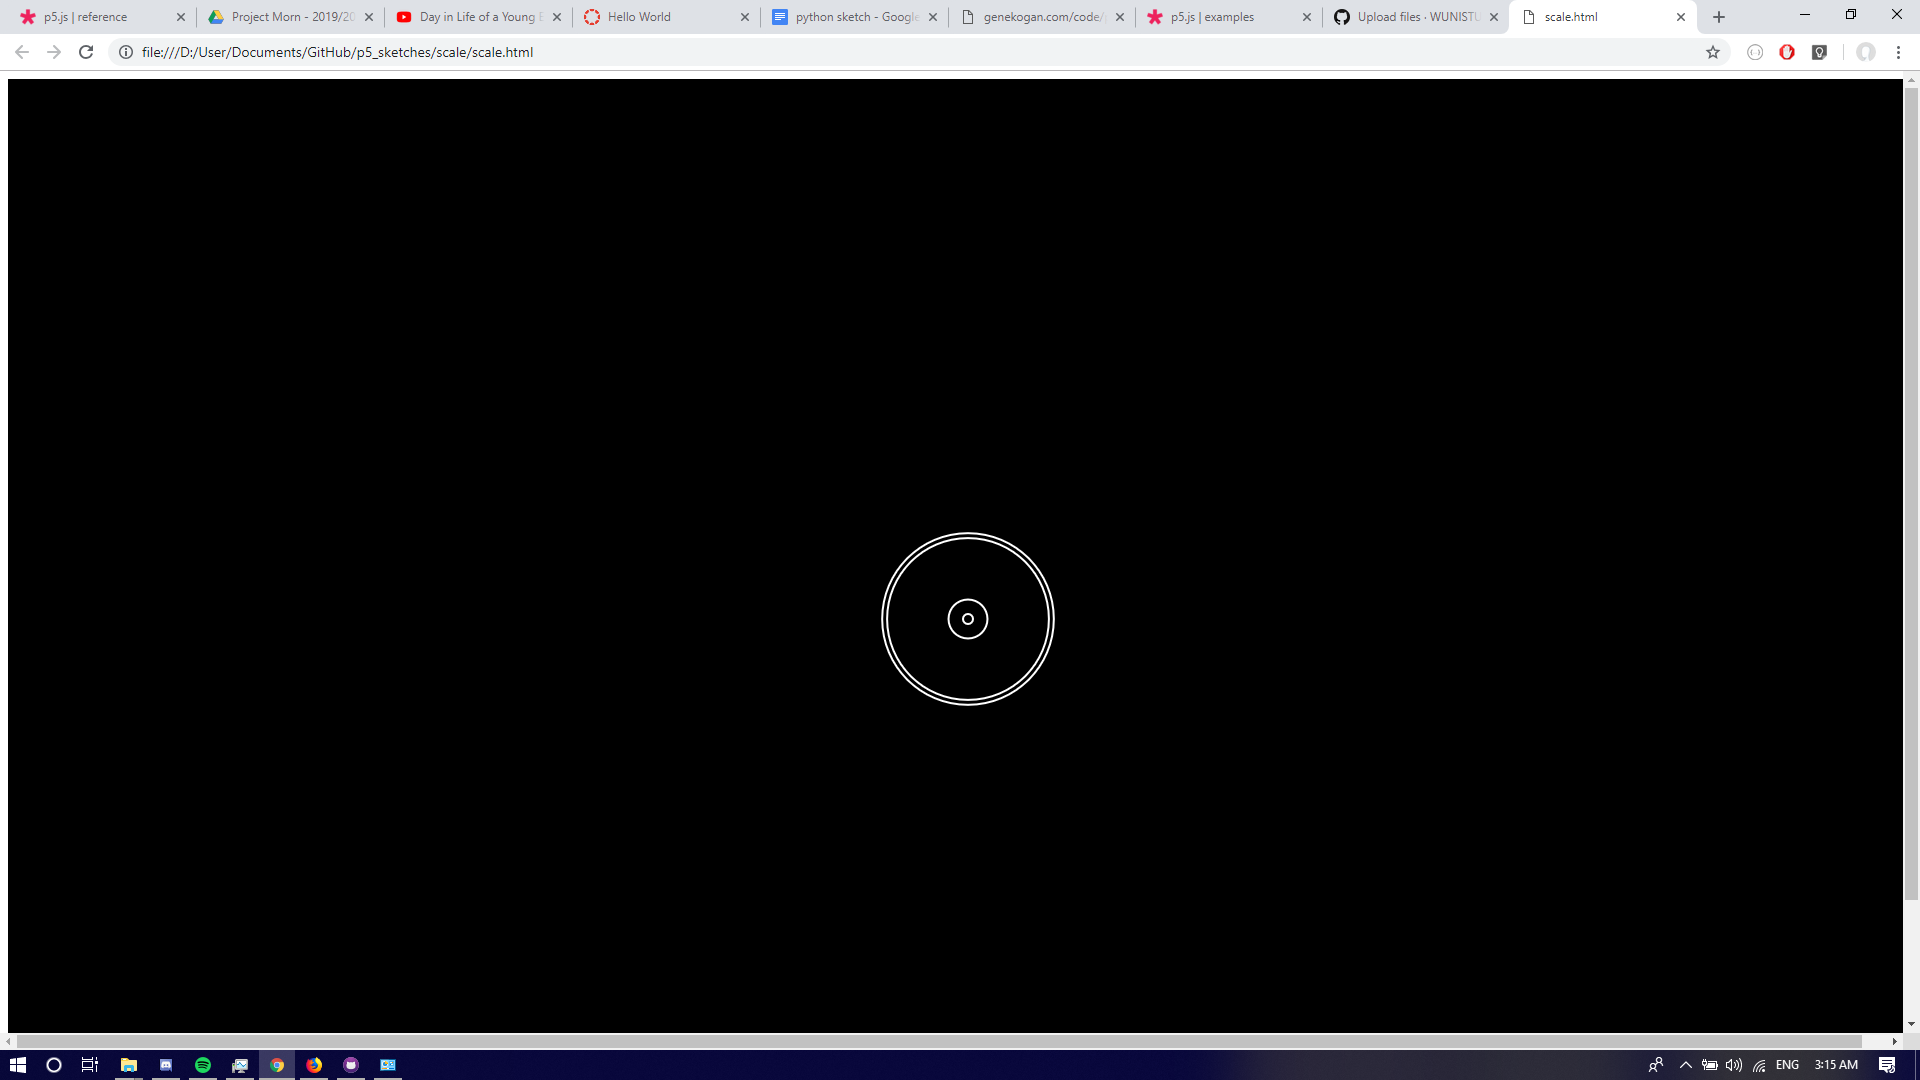 p5.js | reference
Project Morn - 2019/20
Day in Life of a Young
Hello World
python sketch - Google
genekogan.com/code/
p5.js | examples
Upload files · WUNISTU
scale.html
file:///D:/User/Documents/GitHub/p5_sketches/scale/scale.html
ENG
3:15 AM